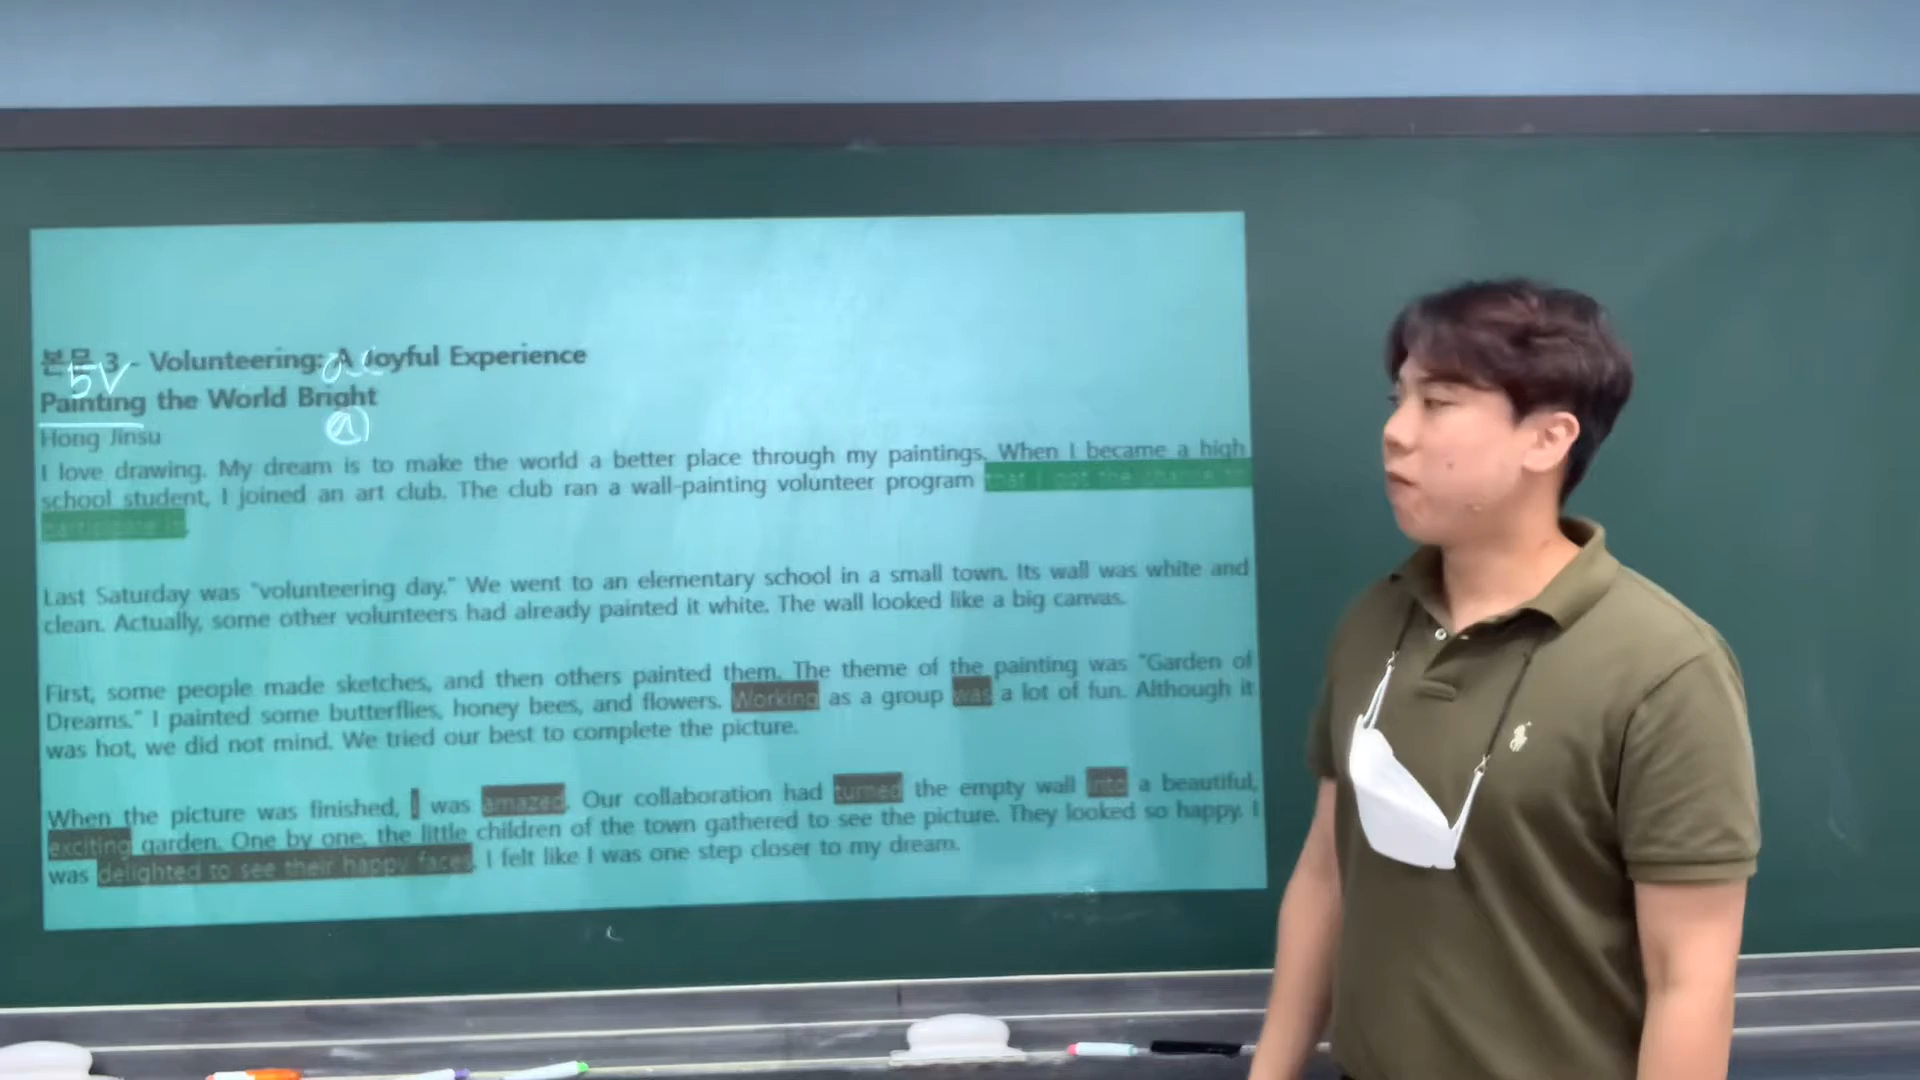 본문 3 - Volunteering: A Joyful Experience
5V
Painting the World Bright
ⓐ
Hong Jinsu
I love drawing. My dream is to make the world a better place through my paintings. When I became a high
school student, I joined an art club. The club ran a wall-painting volunteer program that I got the chance to
participate in.
Last Saturday was "volunteering day." We went to an elementary school in a small town. Its wall was white and
clean. Actually, some other volunteers had already painted it white. The wall looked like a big canvas.
First, some people made sketches, and then others painted them. The theme of the painting was "Garden of
Dreams." I painted some butterflies, honey bees, and flowers. Working as a group was a lot of fun. Although it
was hot, we did not mind. We tried our best to complete the picture.
When the picture was finished, I was amazed. Our collaboration had turned the empty wall into a beautiful,
exciting garden. One by one, the little children of the town gathered to see the picture. They looked so happy. I
was delighted to see their happy faces. I felt like I was one step closer to my dream.